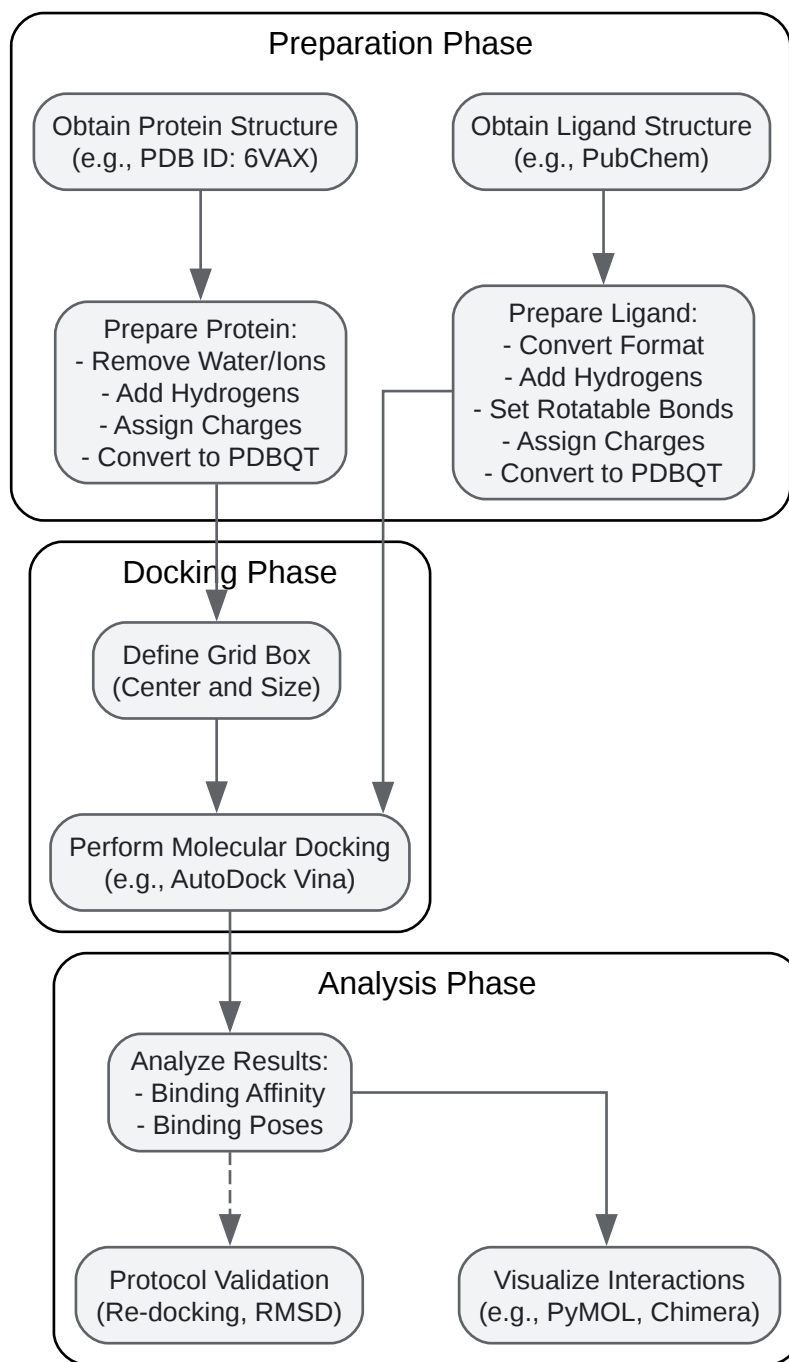 Preparation Phase
Obtain Protein Structure
(e.g., PDB ID: 6VAX)
Obtain Ligand Structure
(e.g., PubChem)
Prepare Protein:
- Remove Water/Ions
- Add Hydrogens
- Assign Charges
- Convert to PDBQT
Prepare Ligand:
- Convert Format
- Add Hydrogens
- Set Rotatable Bonds
- Assign Charges
- Convert to PDBQT
Docking Phase
Define Grid Box
(Center and Size)
Perform Molecular Docking
(e.g., AutoDock Vina)
Analysis Phase
Analyze Results:
- Binding Affinity
- Binding Poses
Protocol Validation
(Re-docking, RMSD)
Visualize Interactions
(e.g., PyMOL, Chimera)